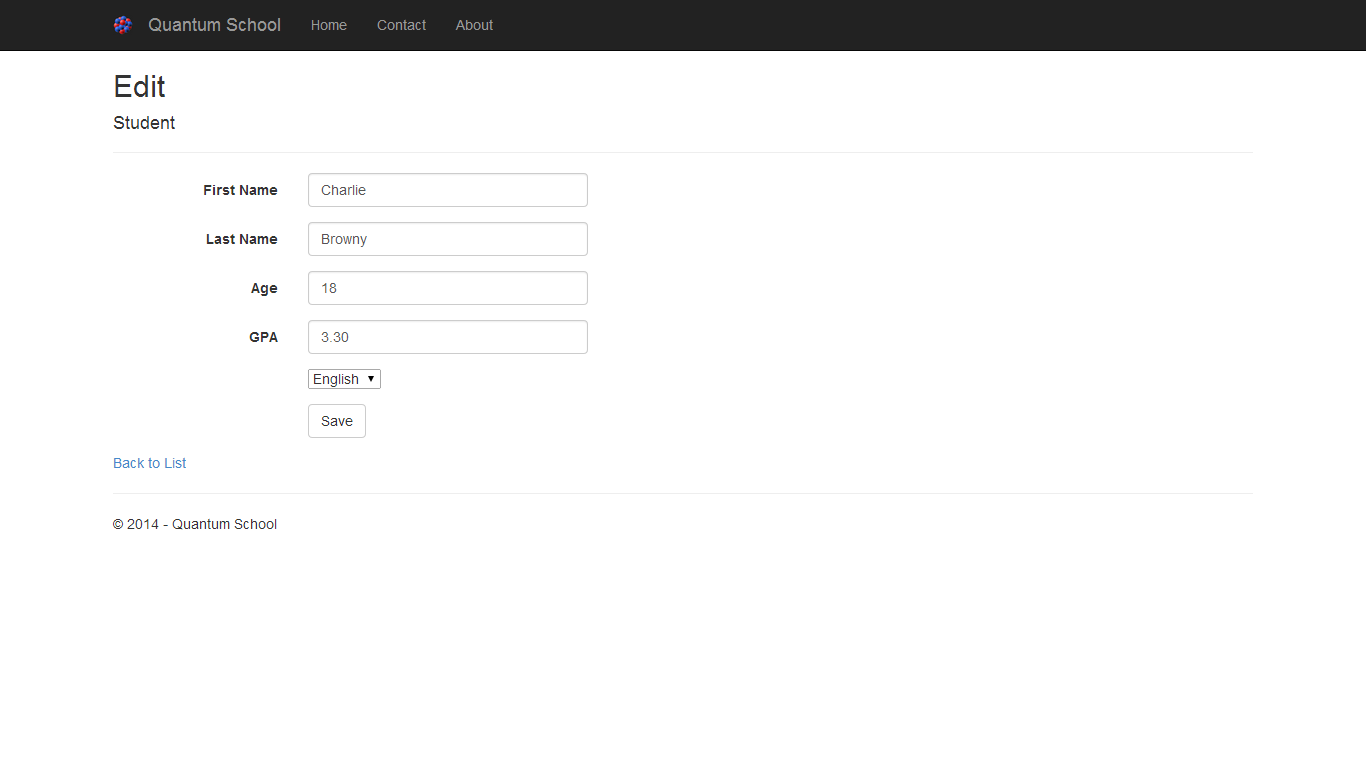 Quantum School Home Contact About
Edit
Student
First Name Charlie
Last Name Browny
Age 18
GPA 3.30
English
Save
Back to List
© 2014 - Quantum School